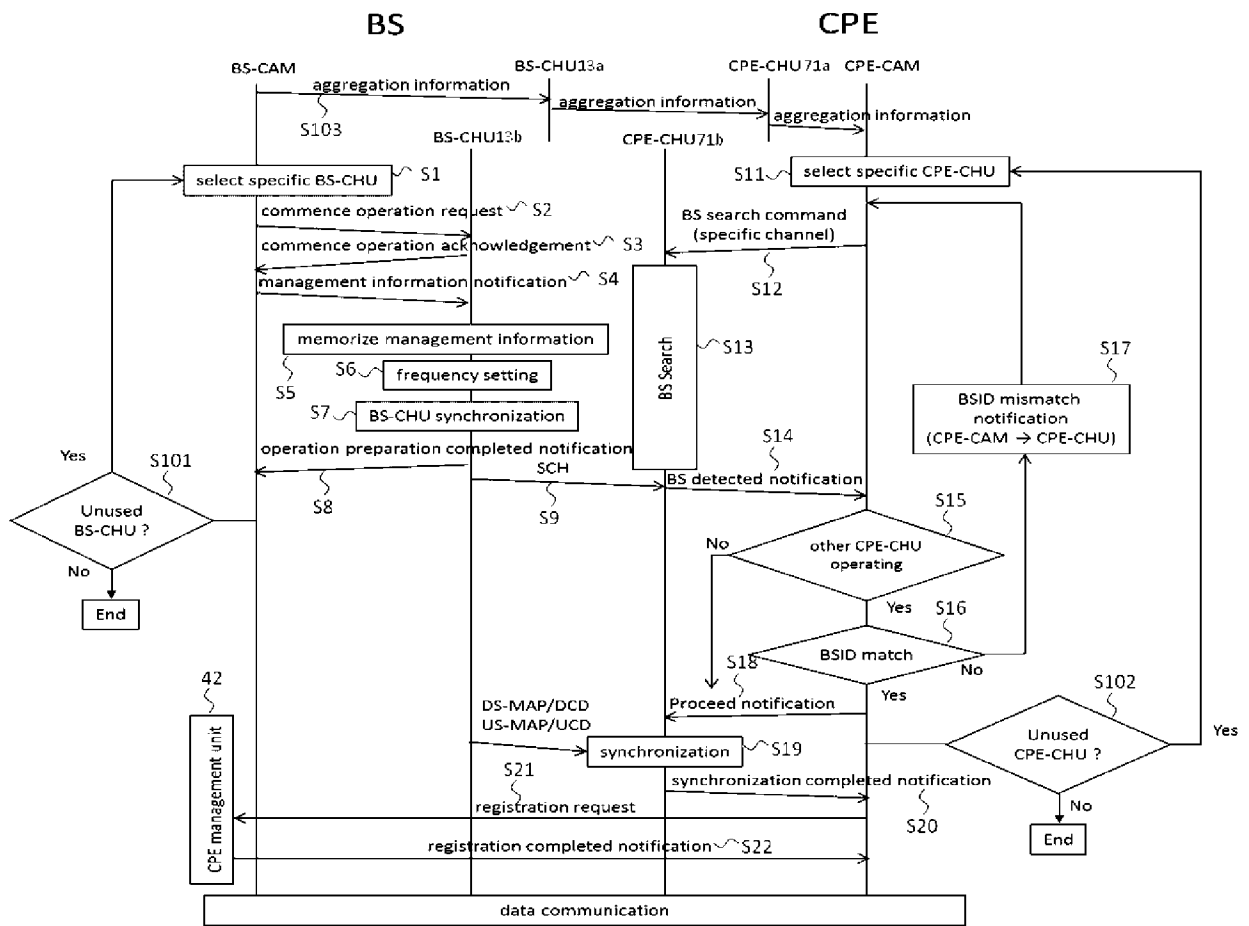 BS
CPE
BS-CAM
BS-CHU13a
CPE-CHU71a
CPE-CAM
aggregation information
aggregation information
aggregation information
S103
BS-CHU13b
CPE-CHU71b
select specific BS-CHU
S1
S11
select specific CPE-CHU
commence operation request
S2
BS search command
(specific channel)
commence operation acknowledgement
S3
S12
management information notification
S4
memorize management information
S5
BS Search
S13
S6
frequency setting
S7
BS-CHU synchronization
S17
BSID mismatch
notification
(CPE-CAM → CPE-CHU)
operation preparation completed notification
S8
SCH
S9
S14
BS detected notification
Yes
S101
Unused
BS-CHU ?
No
End
S15
No
other CPE-CHU
operating
Yes
S16
BSID match
No
Yes
S18
Proceed notification
42
CPE management unit
DS-MAP/DCD
US-MAP/UCD
synchronization
S19
S102
Unused
CPE-CHU ?
Yes
No
End
S21
synchronization completed notification
S20
registration request
registration completed notification
S22
data communication